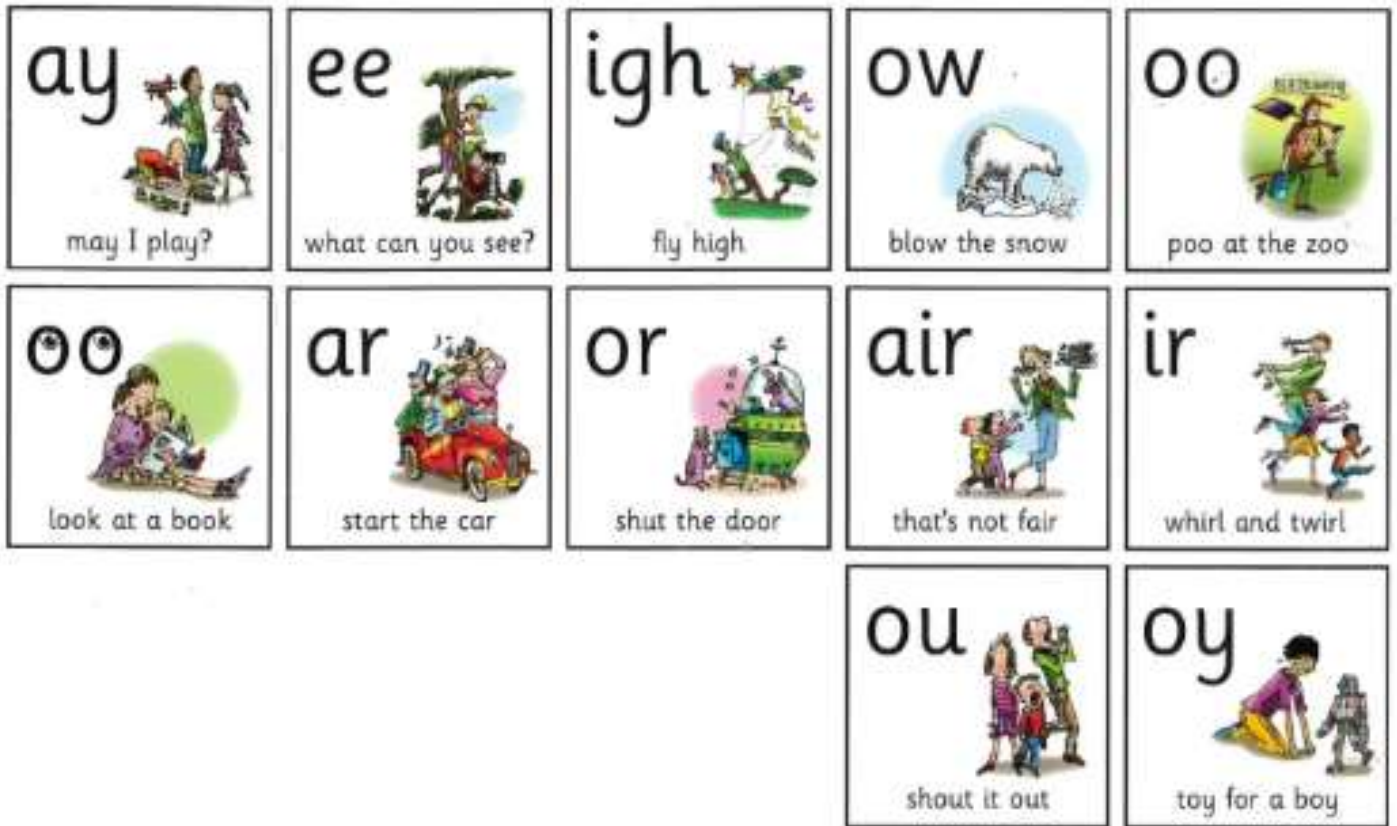 ay
may I play?
ee
what can you see?
igh
fly high
ow
blow the snow
oo
poo at the zoo
oo
look at a book
ar
start the car
or
shut the door
air
that's not fair
ir
whirl and twirl
ou
shout it out
oy
toy for a boy